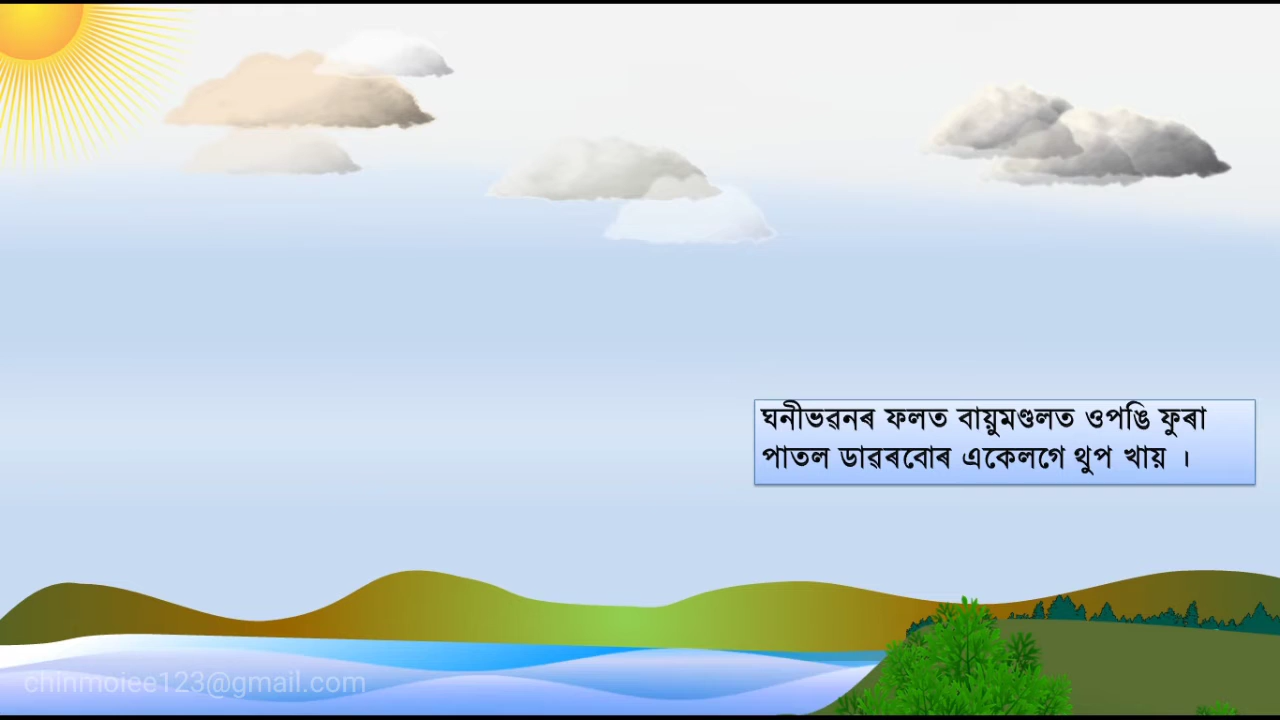 ঘনীভৱনৰ ফলত বায়ুমণ্ডলত ওপঙি ফুৰা
পাতল ডাৱৰবোৰ একেলগে থুপ খায় ।
chinmoiee123@gmail.com